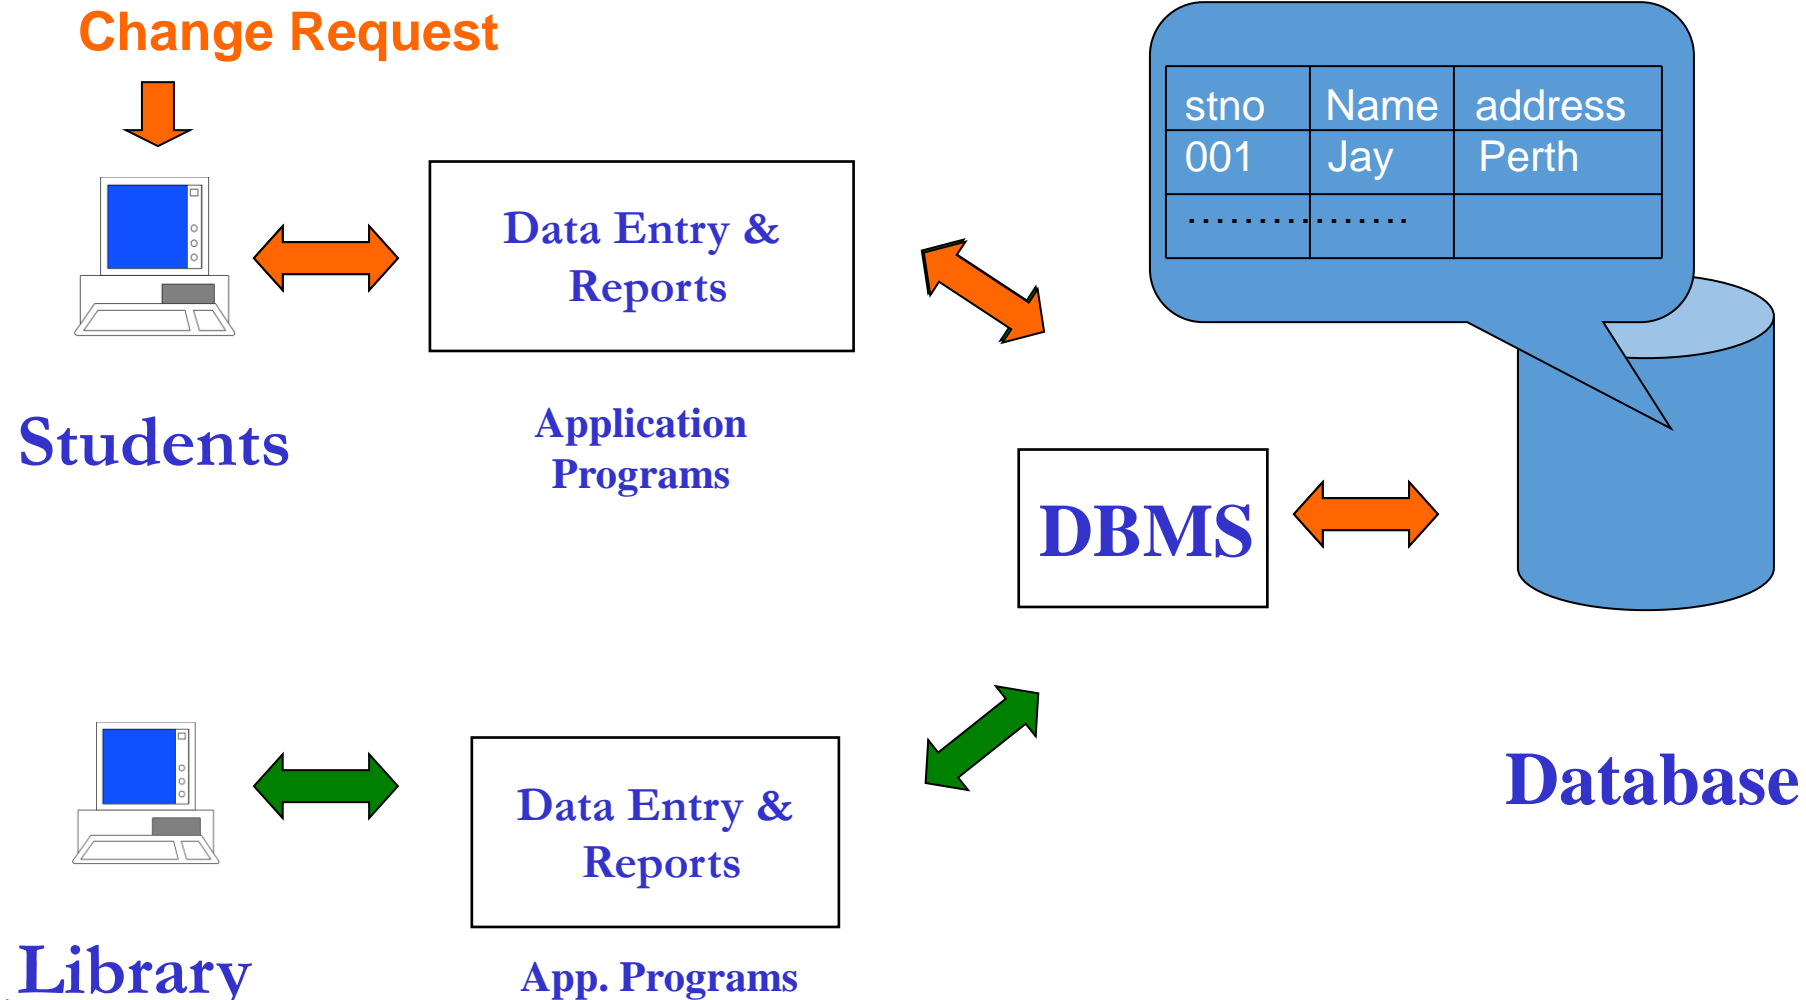 Change Request
stno Name address
001 Jay Perth
................
Data Entry &
Reports
Students
Application
Programs
DBMS
Database
Data Entry &
Reports
Library
App. Programs